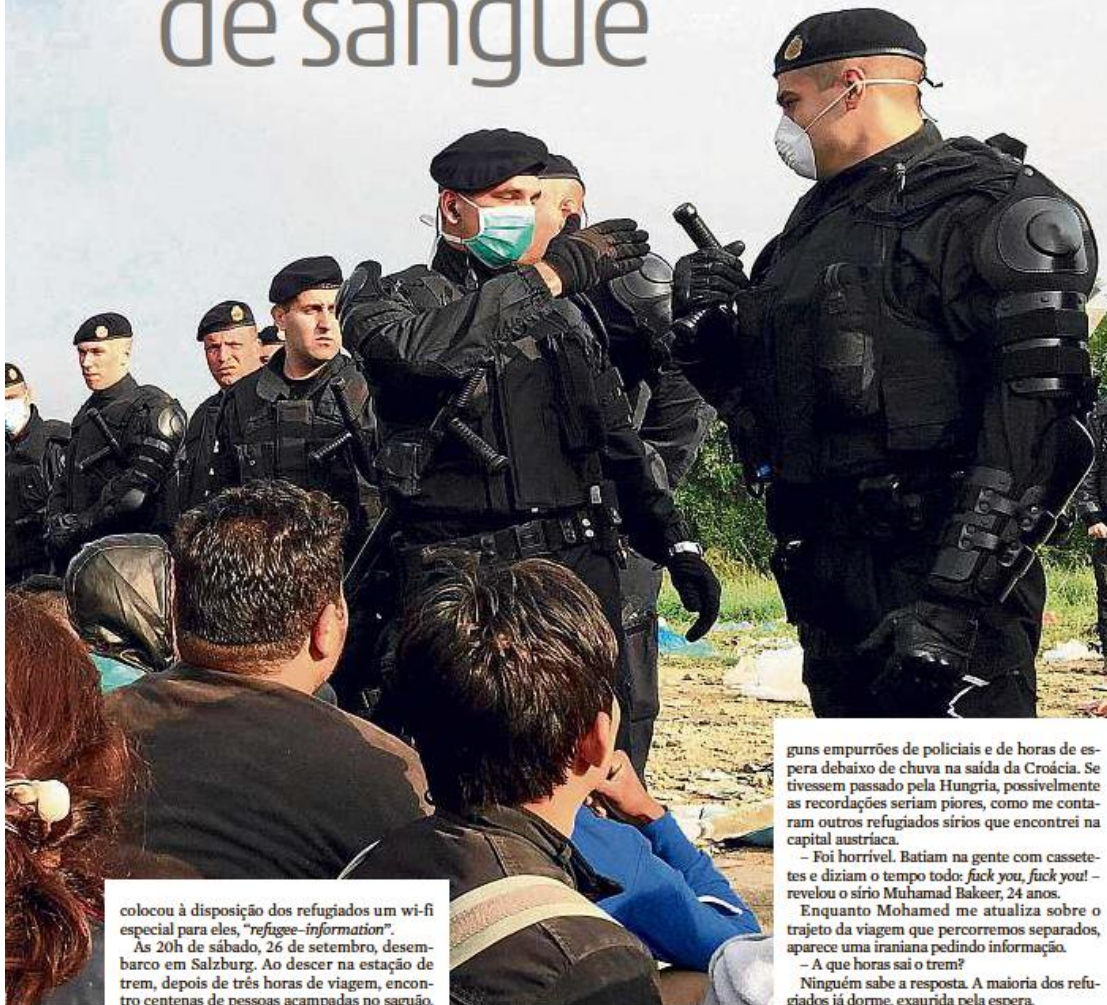 de sangue
colocou à disposição dos refugiados um wi-fi
especial para eles, “refugee–information”.
Às 20h de sábado, 26 de setembro, desem-
barco em Salzburg. Ao descer na estação de
trem, depois de três horas de viagem, encon-
tro centenas de pessoas acampadas no saguão.
guns empurrões de policiais e de horas de es-
pera debaixo de chuva na saída da Croácia. Se
tivessem passado pela Hungria, possivelmente
as recordações seriam piores, como me conta-
ram outros refugiados sírios que encontrei na
capital austríaca.
– Foi horrível. Batiam na gente com cassete-
tes e diziam o tempo todo: fuck you, fuck you! –
revelou o sírio Muhamad Bakeer, 24 anos.
Enquanto Mohamed me atualiza sobre o
trajeto da viagem que percorremos separados,
aparece uma iraniana pedindo informação.
– A que horas sai o trem?
Ninguém sabe a resposta. A maioria dos refu-
giados já dorme, exaurida pela espera.